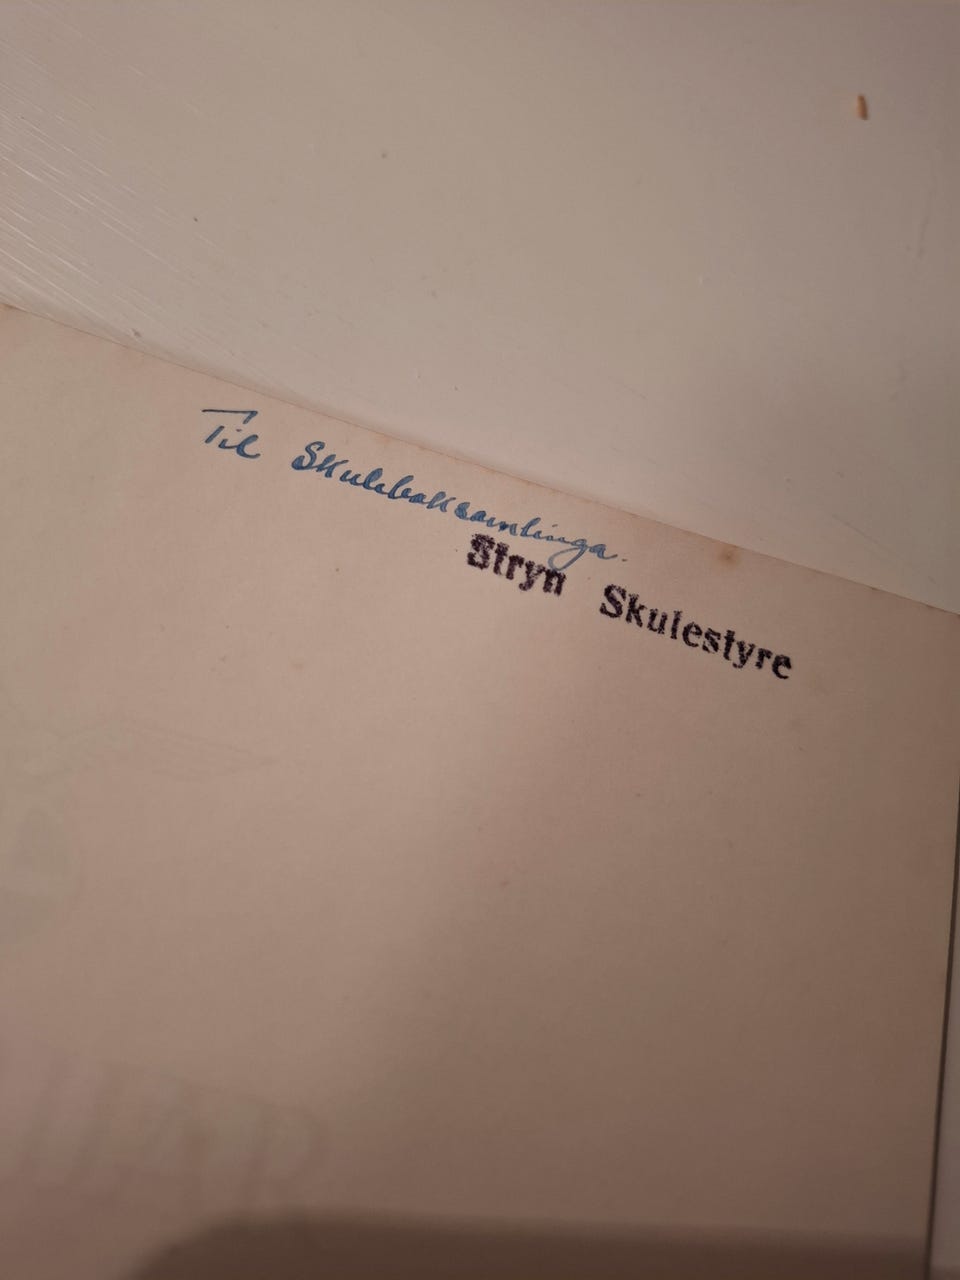 Til Skuleboksamlinga.
Stryn Skulestyre